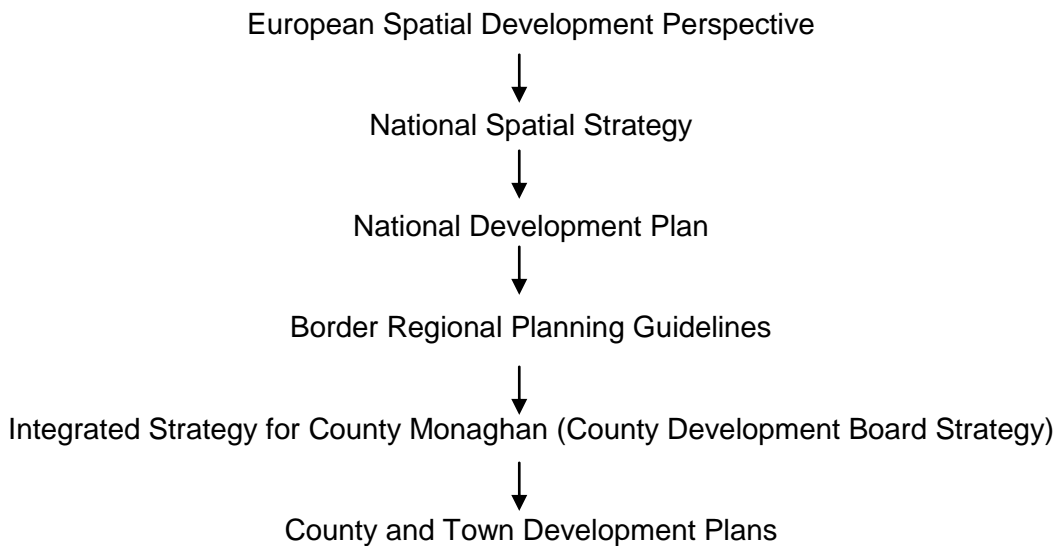 European Spatial Development Perspective
National Spatial Strategy
National Development Plan
Border Regional Planning Guidelines
Integrated Strategy for County Monaghan (County Development Board Strategy)
County and Town Development Plans